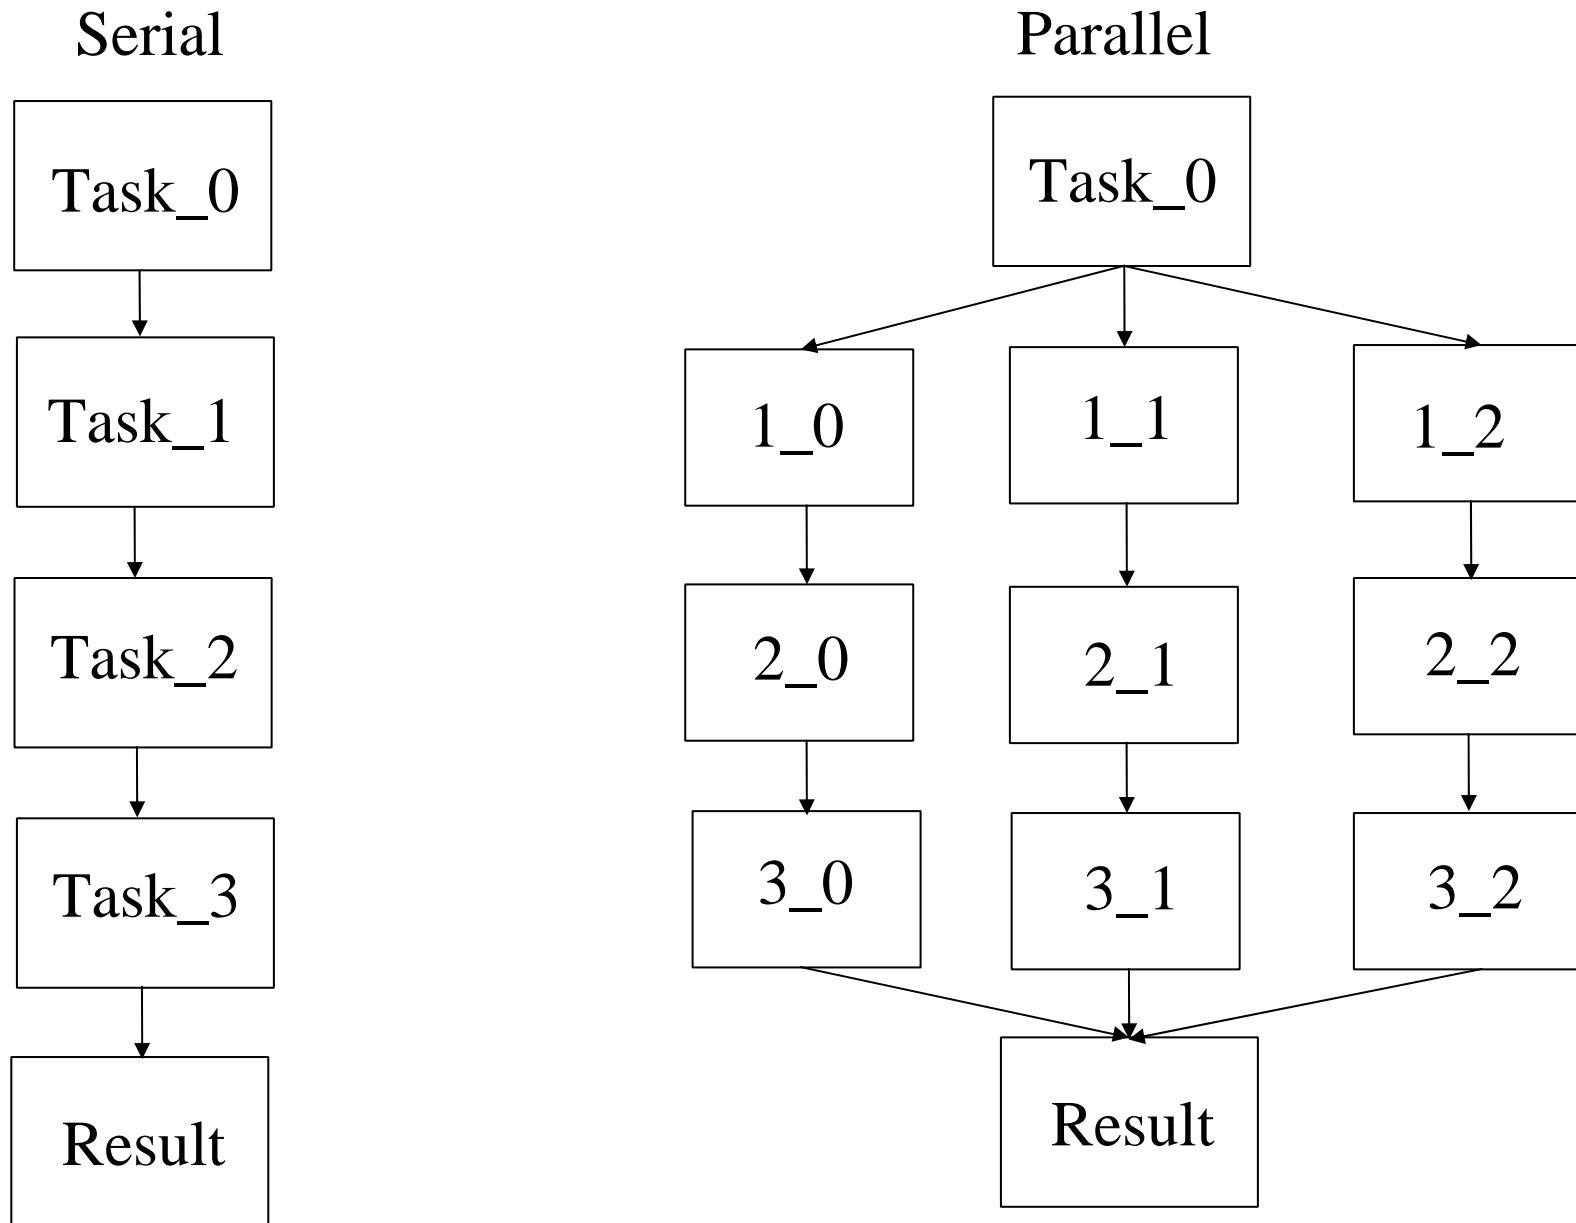 Serial
Task_0
Task_1
Task_2
Task_3
Result
Parallel
Task_0
1_0
1_1
1_2
2_0
2_1
2_2
3_0
3_1
3_2
Result